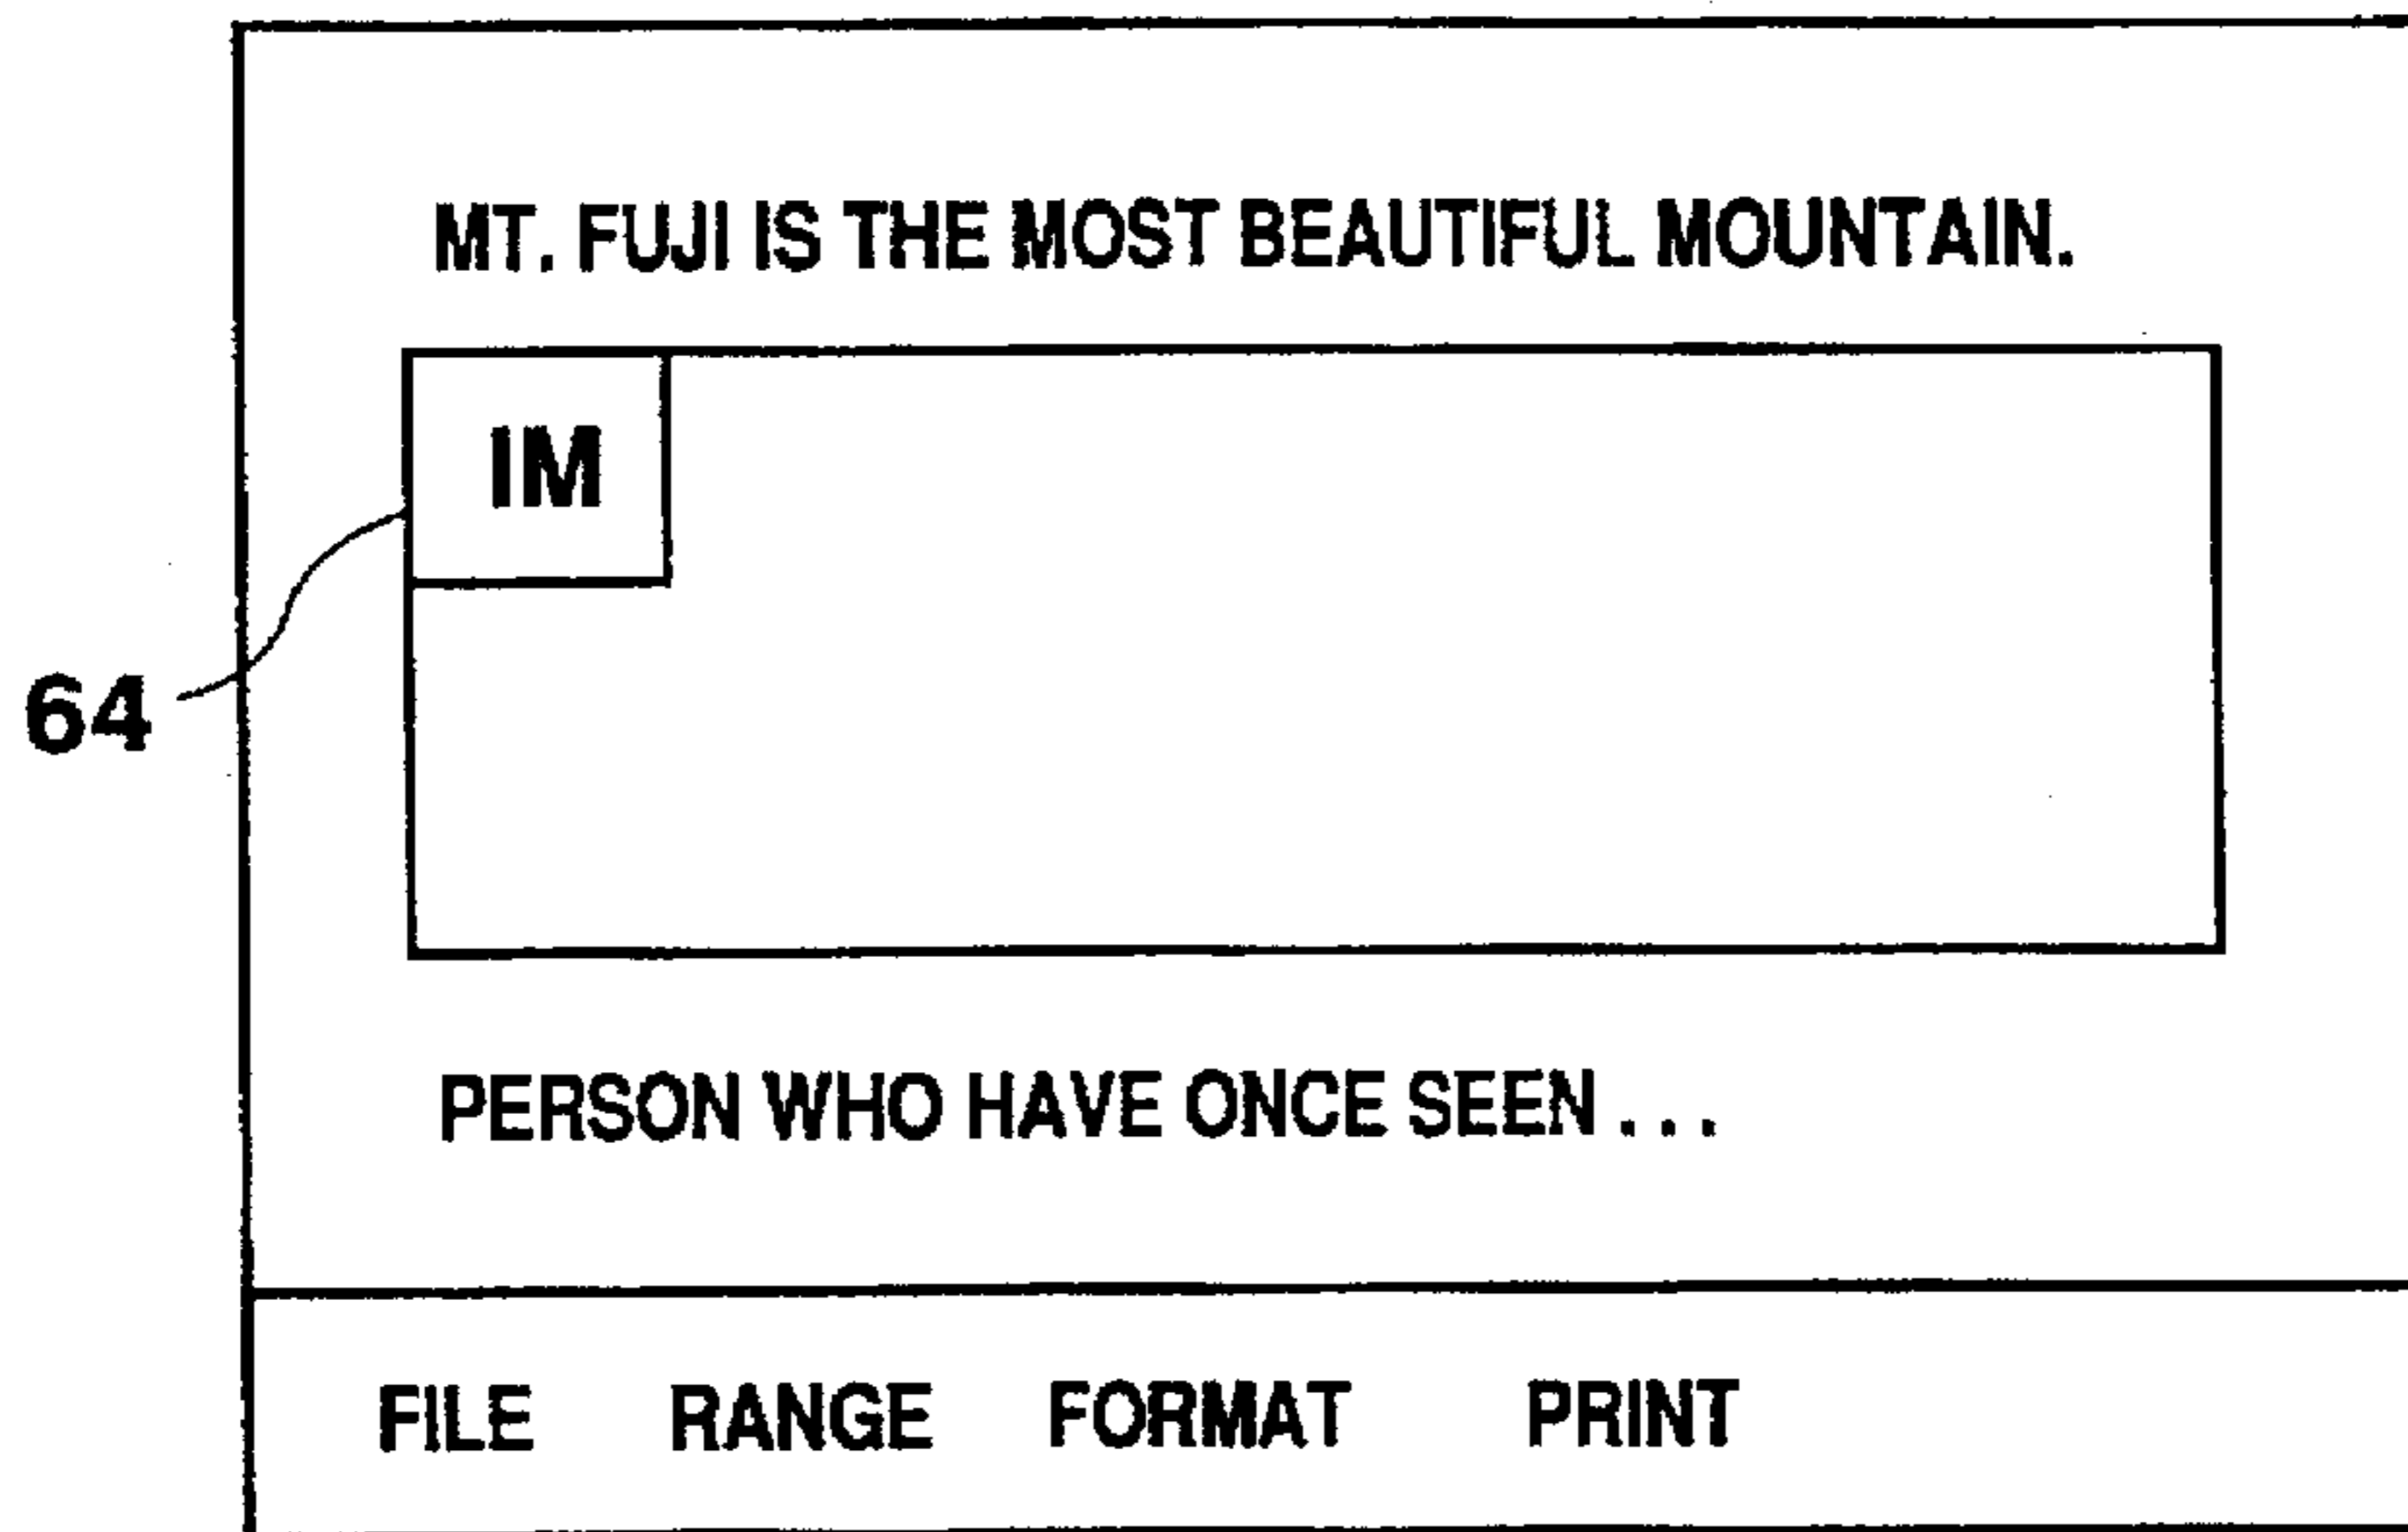 MT. FUJI IS THE MOST BEAUTIFUL MOUNTAIN.
IM
64
PERSON WHO HAVE ONCE SEEN...
FILE RANGE FORMAT PRINT